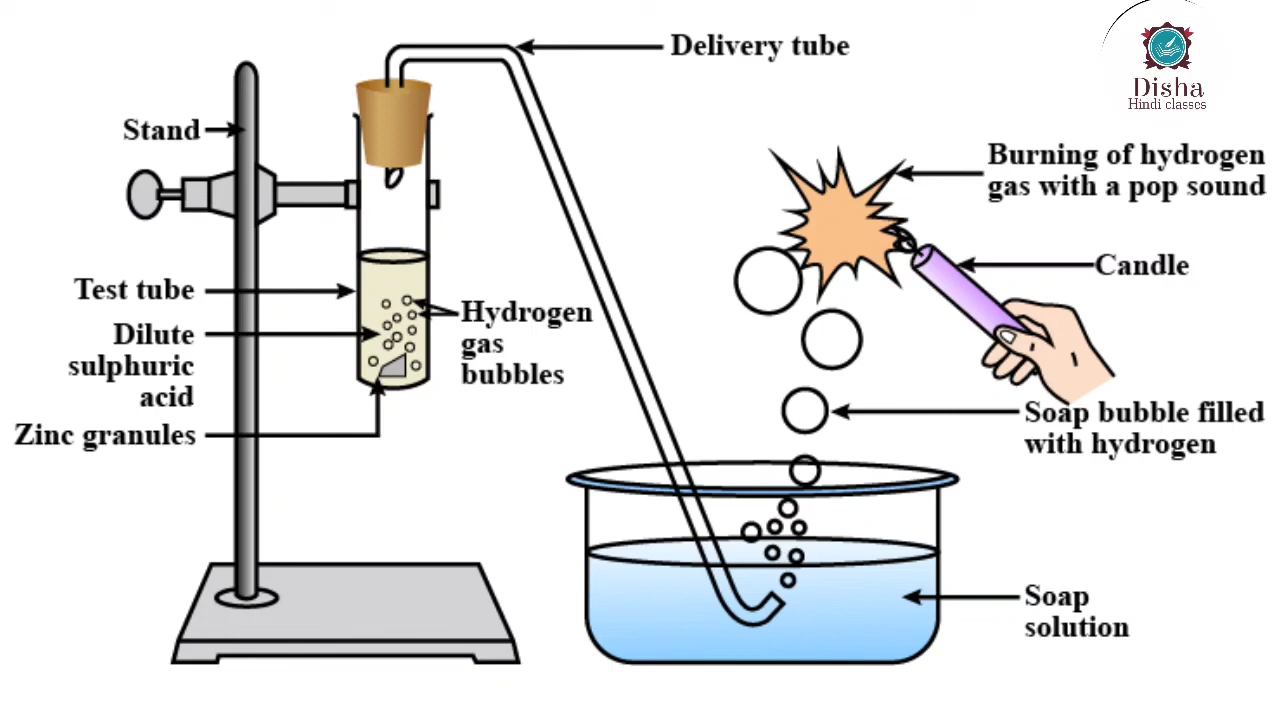 Delivery tube
Disha
Hindi classes
Stand
Burning of hydrogen
gas with a pop sound
Candle
Test tube
Hydrogen
gas
bubbles
Dilute
sulphuric
acid
Zinc granules
Soap bubble filled
with hydrogen
Soap
solution